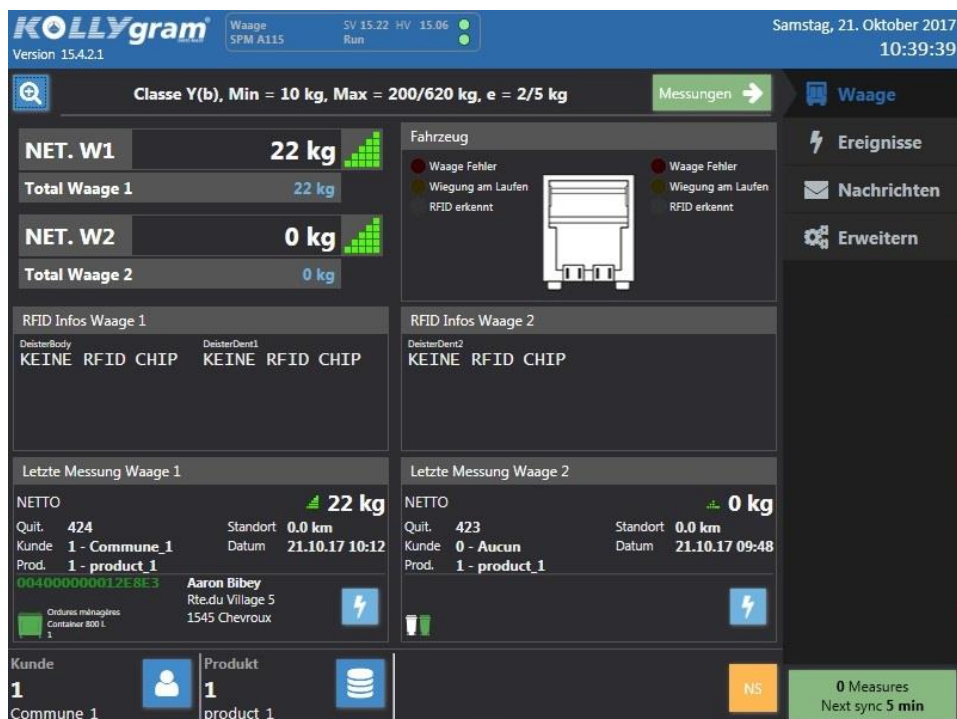 KOLLYgram
Version 15.4.2.1
Waage SV 15.22 HV 15.06
SPM A115 Run
Samstag, 21. Oktober 2017
10:39:39
Classe Y(b), Min = 10 kg, Max = 200/620 kg, e = 2/5 kg
Messungen
Waage
Ereignisse
Nachrichten
Erweitern
NET. W1 22 kg
Total Waage 1 22 kg
NET. W2 0 kg
Total Waage 2 0 kg
Fahrzeug
Waage Fehler Waage Fehler
Wiegung am Laufen Wiegung am Laufen
RFID erkennt RFID erkennt
RFID Infos Waage 1
DeisterBody DeisterDent1
KEINE RFID CHIP KEINE RFID CHIP
RFID Infos Waage 2
DeisterDent2
KEINE RFID CHIP
Letzte Messung Waage 1
NETTO 22 kg
Quit. 424 Standort 0.0 km
Kunde 1 - Commune_1 Datum 21.10.17 10:12
Prod. 1 - product_1
004000000012E8E3 Aaron Bibey
Rte.du Village 5
1545 Chevroux
Ordures ménagères
Container 800 l.
1
Letzte Messung Waage 2
NETTO 0 kg
Quit. 423 Standort 0.0 km
Kunde 0 - Aucun Datum 21.10.17 09:48
Prod. 1 - product_1
Kunde
1
Commune_1
Produkt
1
product_1
NS
0 Measures
Next sync 5 min